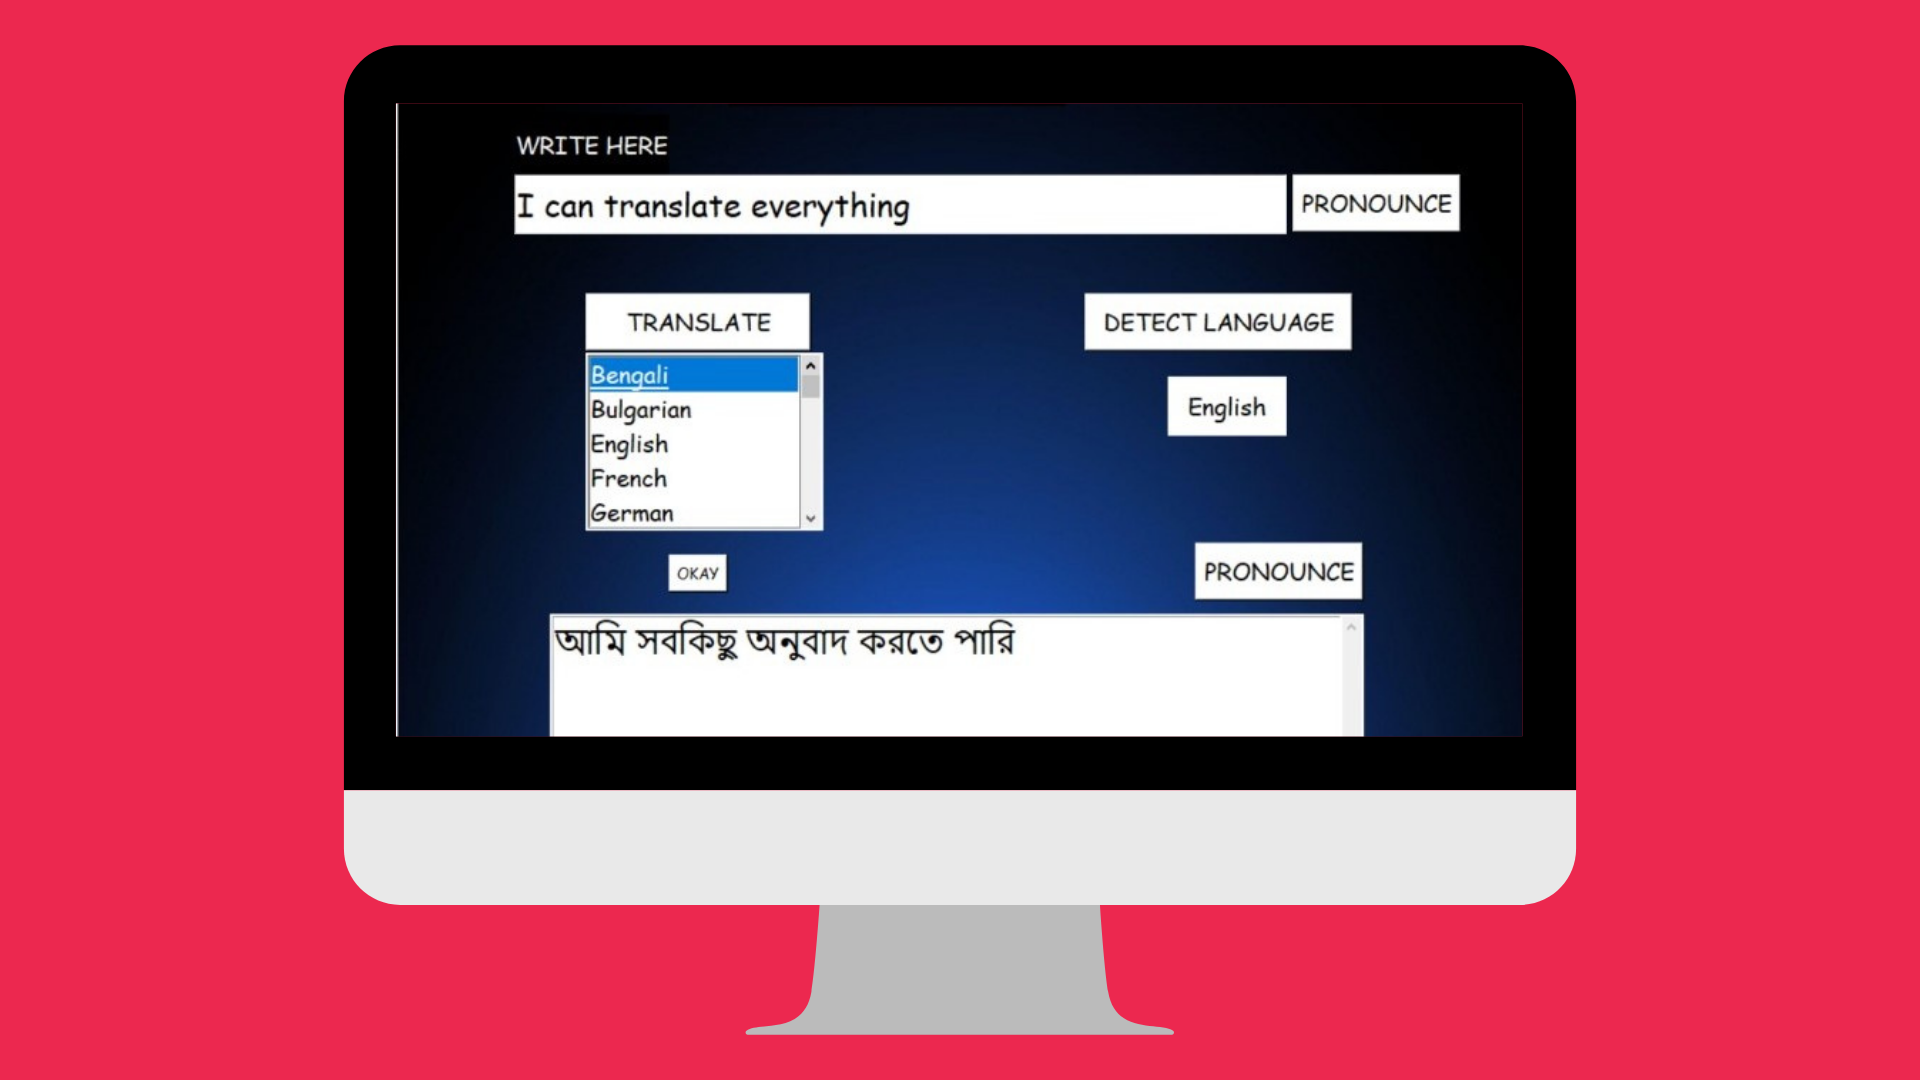 WRITE HERE
I can translate everything
PRONOUNCE
TRANSLATE
DETECT LANGUAGE
Bengali
Bulgarian
English
French
German
English
OKAY
PRONOUNCE
আমি সবকিছু অনুবাদ করতে পারি